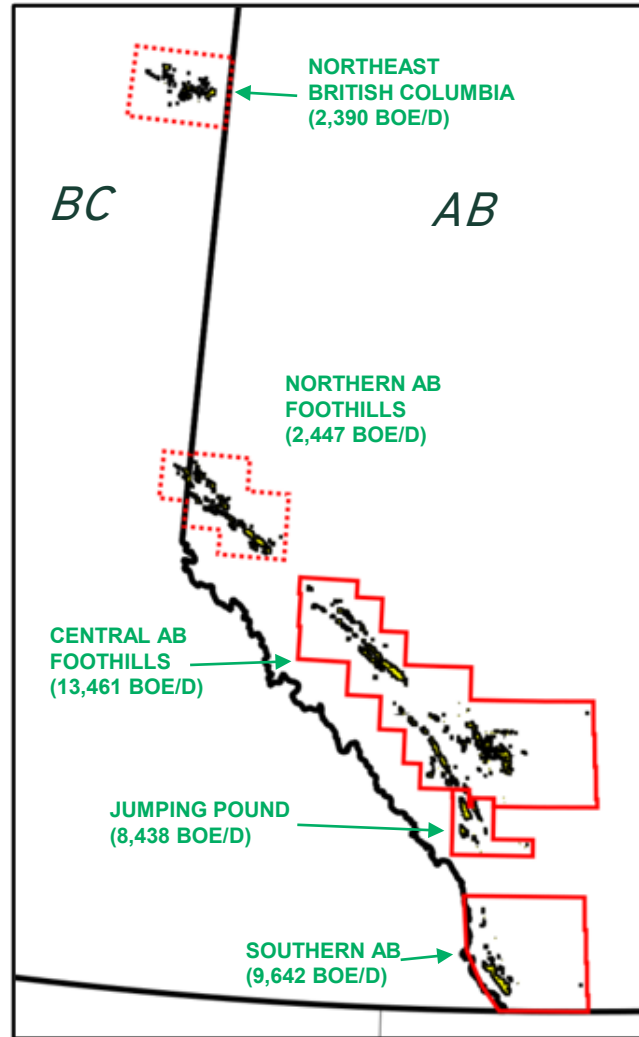 NORTHEAST
BRITISH COLUMBIA
(2,390 BOE/D)
BC
AB
NORTHERN AB
FOOTHILLS
(2,447 BOE/D)
CENTRAL AB
FOOTHILLS
(13,461 BOE/D)
JUMPING POUND
(8,438 BOE/D)
SOUTHERN AB
(9,642 BOE/D)